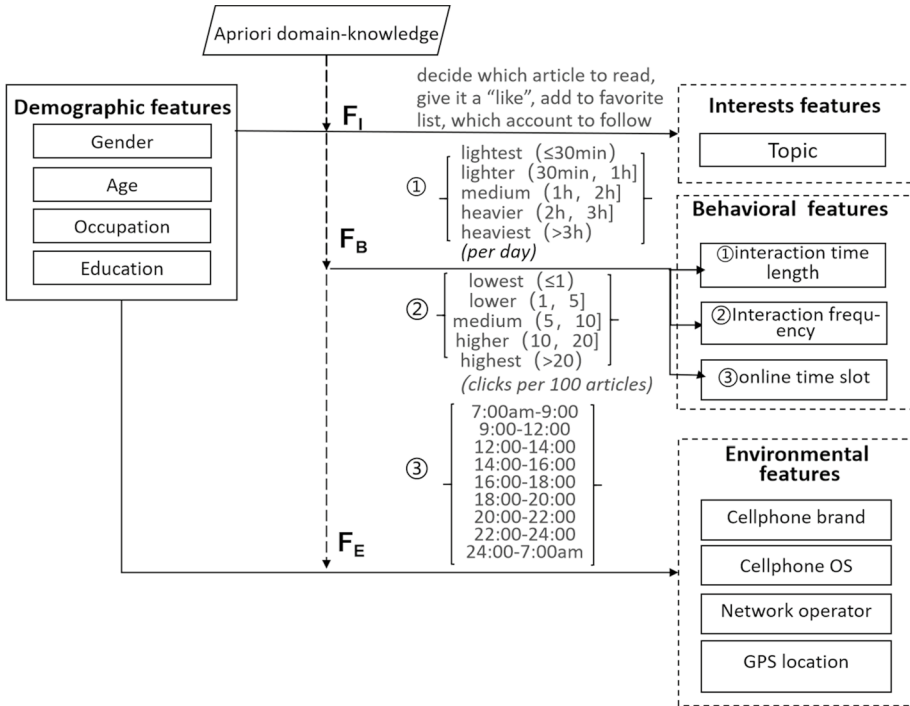 Apriori domain-knowledge
Demographic features
Gender
Age
Occupation
Education
F_I
F_B
F_E
decide which article to read,
give it a “like”, add to favorite
list, which account to follow
①
lightest (≤30min)
lighter (30min, 1h]
medium (1h, 2h]
heavier (2h, 3h]
heaviest (>3h)
(per day)
②
lowest (≤1)
lower (1, 5]
medium (5, 10]
higher (10, 20]
highest (>20)
(clicks per 100 articles)
③
7:00am-9:00
9:00-12:00
12:00-14:00
14:00-16:00
16:00-18:00
18:00-20:00
20:00-22:00
22:00-24:00
24:00-7:00am
Interests features
Topic
Behavioral features
①interaction time
length
②Interaction frequ-
ency
③online time slot
Environmental
features
Cellphone brand
Cellphone OS
Network operator
GPS location